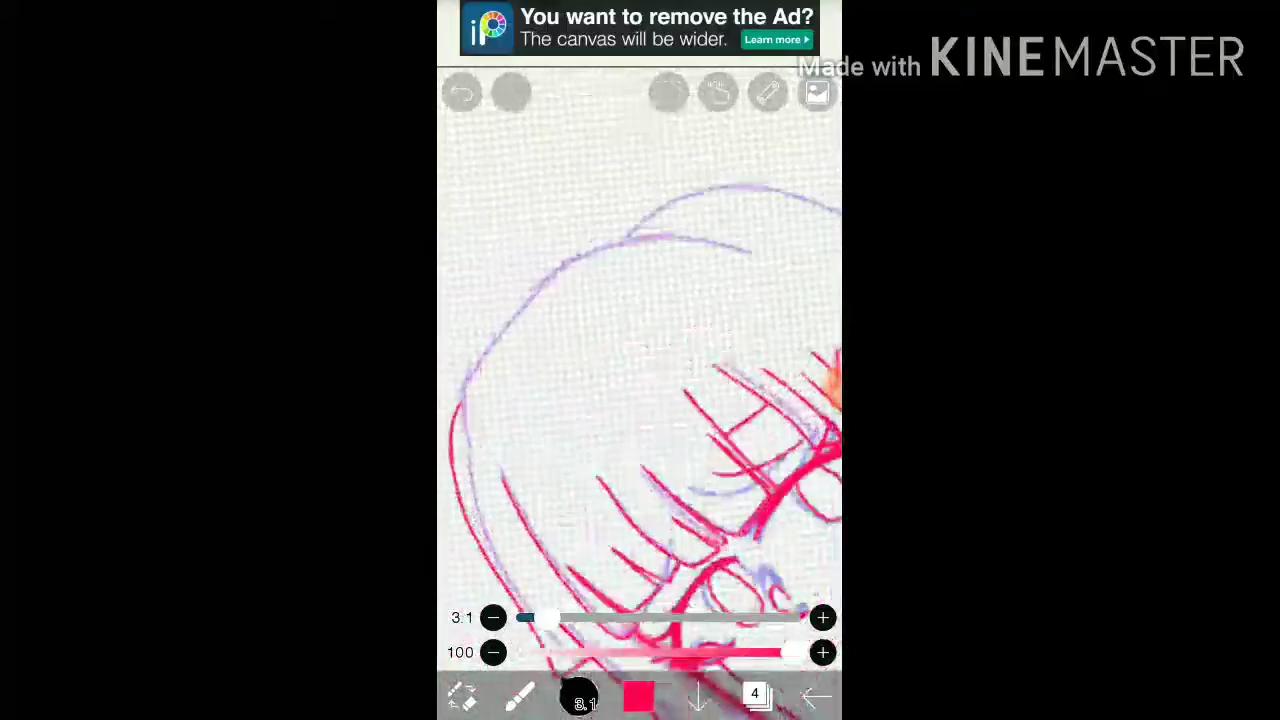 iP
You want to remove the Ad?
The canvas will be wider.
Learn more
Made with KINEMASTER
3.1
100
3.1
4